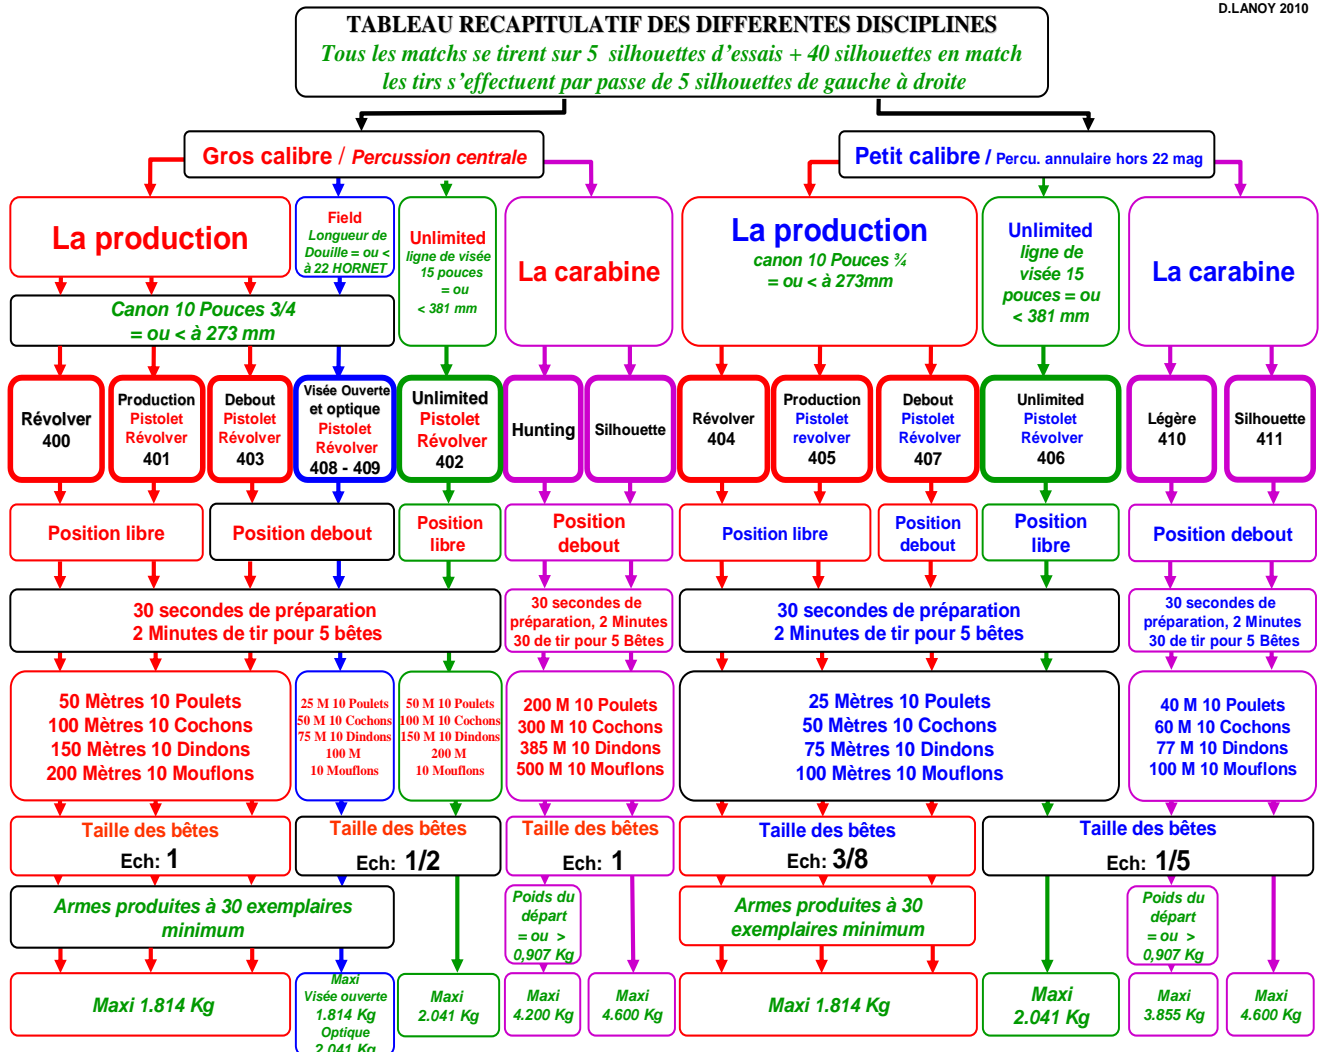 D.LANOY 2010
TABLEAU RECAPITULATIF DES DIFFERENTES DISCIPLINES
Tous les matchs se tirent sur 5 silhouettes d'essais + 40 silhouettes en match
les tirs s'effectuent par passe de 5 silhouettes de gauche à droite
Gros calibre / Percussion centrale
Petit calibre / Percu. annulaire hors 22 mag
La production
Field
Longueur de
Douille = ou <
à 22 HORNET
Unlimited
ligne de visée
15 pouces
= ou
< 381 mm
La carabine
La production
canon 10 Pouces ¾
= ou < à 273mm
Unlimited
ligne de
visée 15
pouces = ou
< 381 mm
La carabine
Canon 10 Pouces 3/4
= ou < à 273 mm
Révolver
400
Production
Pistolet
Révolver
401
Debout
Pistolet
Révolver
403
Visée Ouverte
et optique
Pistolet
Révolver
408 - 409
Unlimited
Pistolet
Révolver
402
Hunting
Silhouette
Révolver
404
Production
Pistolet
revolver
405
Debout
Pistolet
Révolver
407
Unlimited
Pistolet
Révolver
406
Légère
410
Silhouette
411
Position libre
Position debout
Position
libre
Position
debout
Position libre
Position
debout
Position
libre
Position debout
30 secondes de préparation
2 Minutes de tir pour 5 bêtes
30 secondes de
préparation, 2 Minutes
30 de tir pour 5 Bêtes
30 secondes de préparation
2 Minutes de tir pour 5 bêtes
30 secondes de
préparation, 2 Minutes
30 de tir pour 5 Bêtes
50 Mètres 10 Poulets
100 Mètres 10 Cochons
150 Mètres 10 Dindons
200 Mètres 10 Mouflons
25 M 10 Poulets
50 M 10 Cochons
75 M 10 Dindons
100 M
10 Mouflons
50 M 10 Poulets
100 M 10 Cochons
150 M 10 Dindons
200 M
10 Mouflons
200 M 10 Poulets
300 M 10 Cochons
385 M 10 Dindons
500 M 10 Mouflons
25 Mètres 10 Poulets
50 Mètres 10 Cochons
75 Mètres 10 Dindons
100 Mètres 10 Mouflons
40 M 10 Poulets
60 M 10 Cochons
77 M 10 Dindons
100 M 10 Mouflons
Taille des bêtes
Ech: 1
Taille des bêtes
Ech: 1/2
Taille des bêtes
Ech: 1
Taille des bêtes
Ech: 3/8
Taille des bêtes
Ech: 1/5
Armes produites à 30 exemplaires
minimum
Poids du
départ
= ou >
0,907 Kg
Armes produites à 30
exemplaires minimum
Poids du
départ
= ou >
0,907 Kg
Maxi 1.814 Kg
Maxi
Visée ouverte
1.814 Kg
Optique
2.041 Kg
Maxi
2.041 Kg
Maxi
4.200 Kg
Maxi
4.600 Kg
Maxi 1.814 Kg
Maxi
2.041 Kg
Maxi
3.855 Kg
Maxi
4.600 Kg